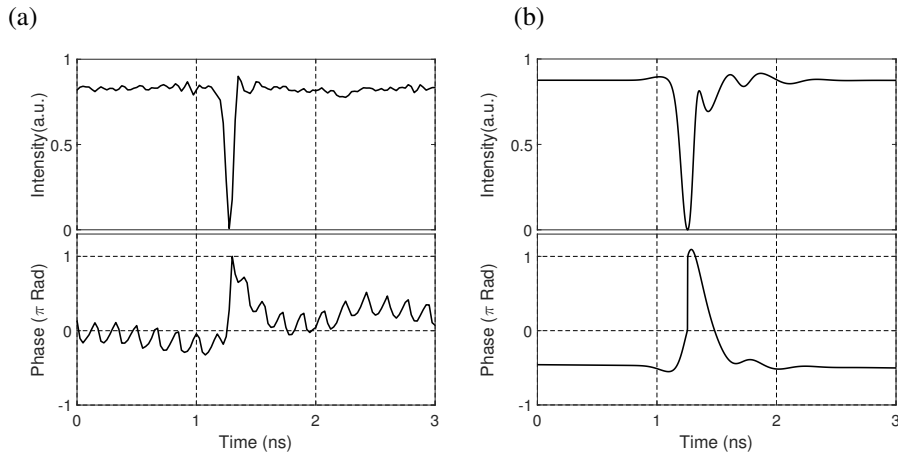 (a)
(b)
1
0.5
0
Intensity(a.u.)
1
0
-1
Phase (π Rad)
0
1
2
3
Time (ns)
1
0.5
0
Intensity(a.u.)
1
0
-1
Phase (π Rad)
0
1
2
3
Time (ns)